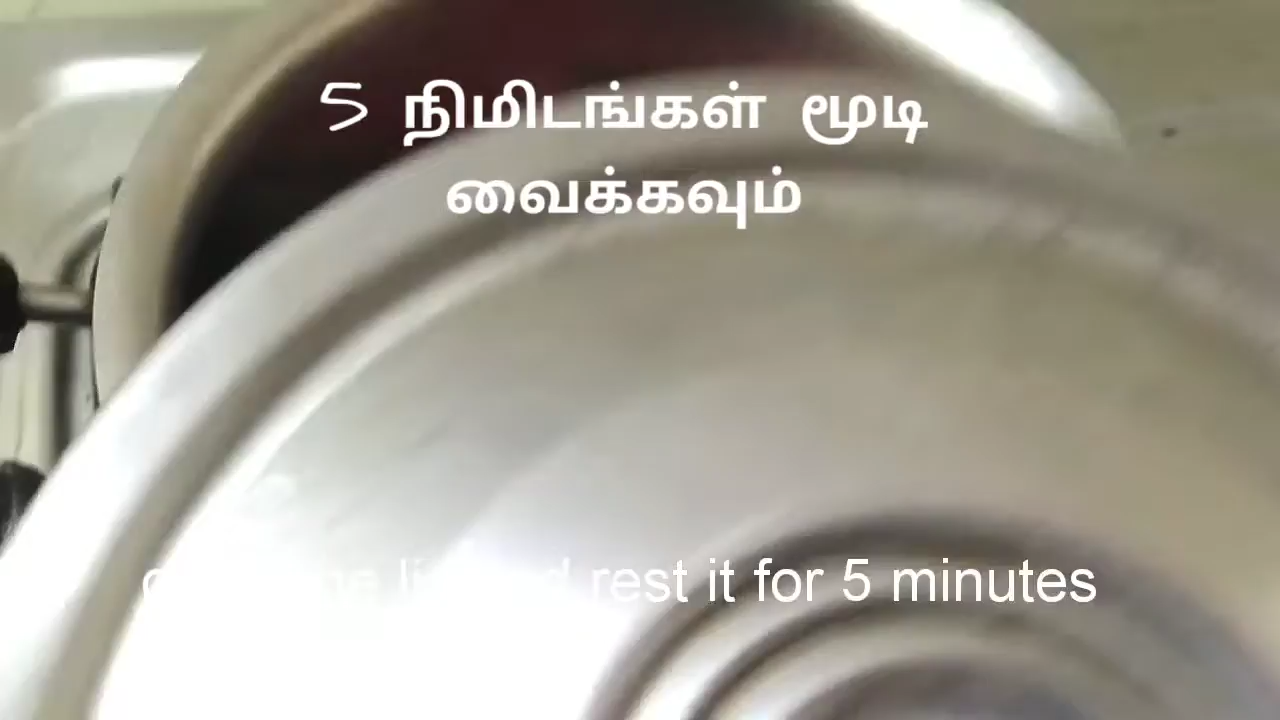 5 நிமிடங்கள் மூடி
வைக்கவும்
rest it for 5 minutes